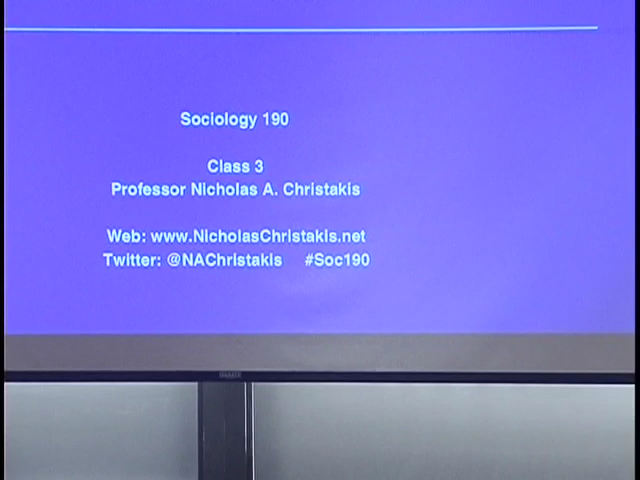 Sociology 190
Class 3
Professor Nicholas A. Christakis
Web: www.NicholasChristakis.net
Twitter: @NAChristakis #Soc190